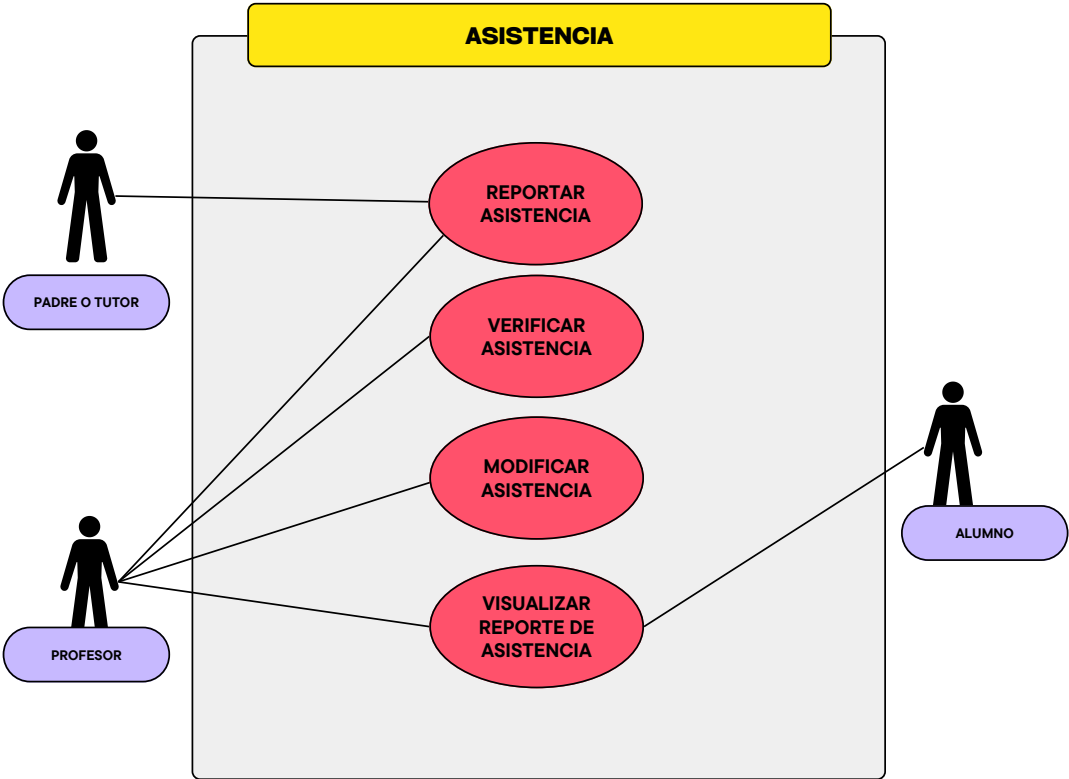 ASISTENCIA
REPORTAR
ASISTENCIA
PADRE O TUTOR
VERIFICAR
ASISTENCIA
MODIFICAR
ASISTENCIA
ALUMNO
VISUALIZAR
REPORTE DE
ASISTENCIA
PROFESOR